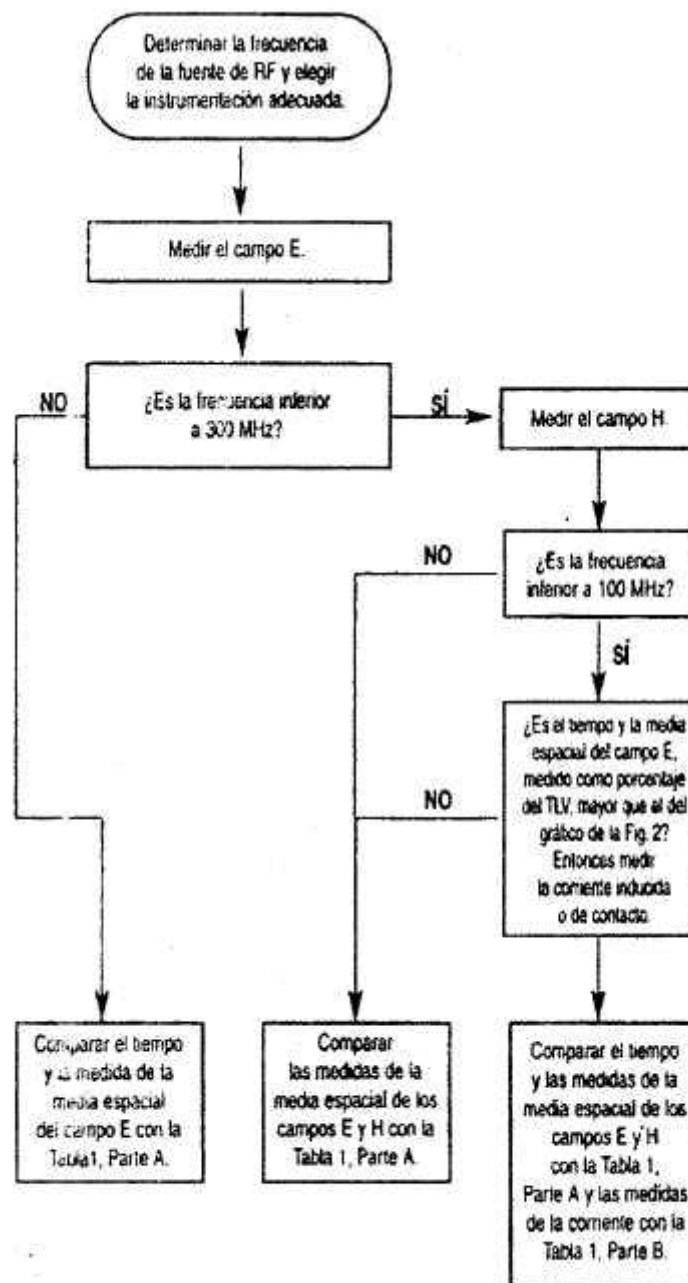 Determinar la frecuencia
de la fuente de RF y elegir
la instrumentación adecuada.
Medir el campo E.
¿Es la frecuencia inferior
a 300 MHz?
NO
SÍ
Medir el campo H.
¿Es la frecuencia
inferior a 100 MHz?
NO
SÍ
¿Es el tiempo y la media
espacial del campo E,
medido como porcentaje
del TLV, mayor que el del
gráfico de la Fig. 2?
Entonces medir
la corriente inducida
o de contacto.
NO
Comparar el tiempo
y la medida de la
media espacial
del campo E con la
Tabla1, Parte A.
Comparar
las medidas de la
media espacial de los
campos E y H con la
Tabla 1, Parte A.
Comparar el tiempo
y las medidas de la
media espacial de los
campos E y H
con la Tabla 1,
Parte A y las medidas
de la corriente con la
Tabla 1, Parte B.